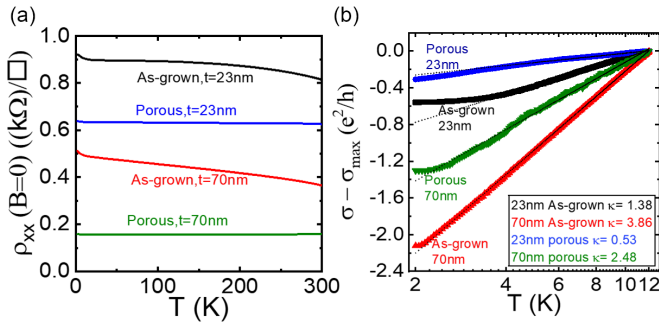 (a)
1.0
0.8
0.6
0.4
0.2
0.0
ρxx(B=0) ((kΩ)/□)
As-grown,t=23nm
Porous,t=23nm
As-grown,t=70nm
Porous,t=70nm
0
100
200
300
T (K)
(b)
0.0
-0.4
-0.8
-1.2
-1.6
-2.0
-2.4
σ − σmax (e²/h)
Porous
23nm
As-grown
23nm
Porous
70nm
As-grown
70nm
23nm As-grown κ= 1.38
70nm As-grown κ= 3.86
23nm porous κ= 0.53
70nm porous κ= 2.48
2
4
6
8
10
12
T (K)